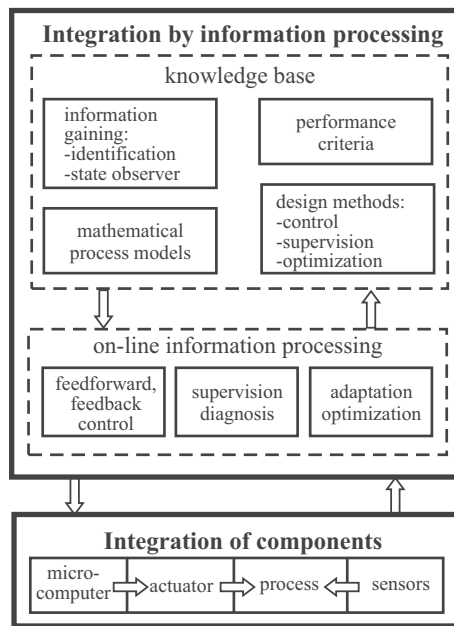 Integration by information processing
knowledge base
information
gaining:
-identification
-state observer
performance
criteria
mathematical
process models
design methods:
-control
-supervision
-optimization
on-line information processing
feedforward,
feedback
control
supervision
diagnosis
adaptation
optimization
Integration of components
micro-
computer
actuator
process
sensors